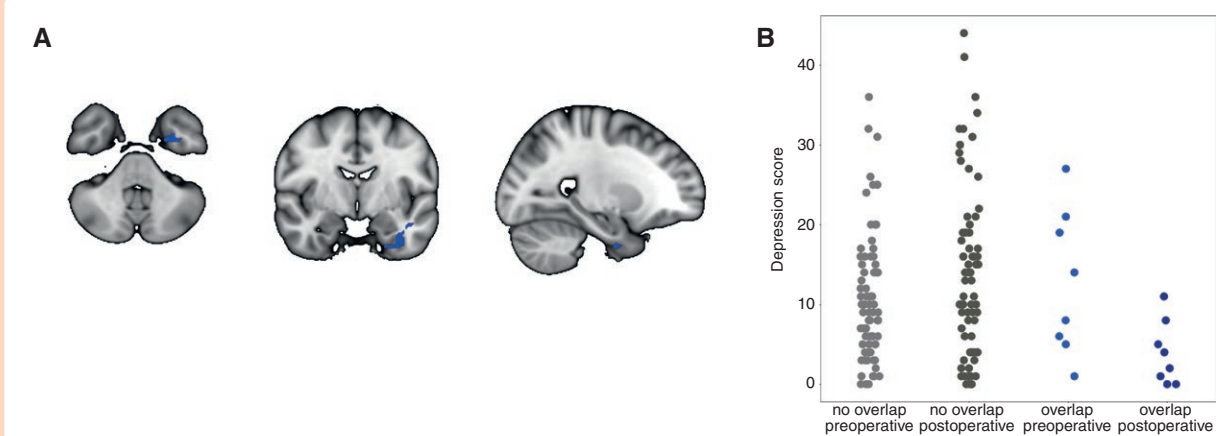 A
B
Depression score
40
30
20
10
0
no overlap
preoperative
no overlap
postoperative
overlap
preoperative
overlap
postoperative